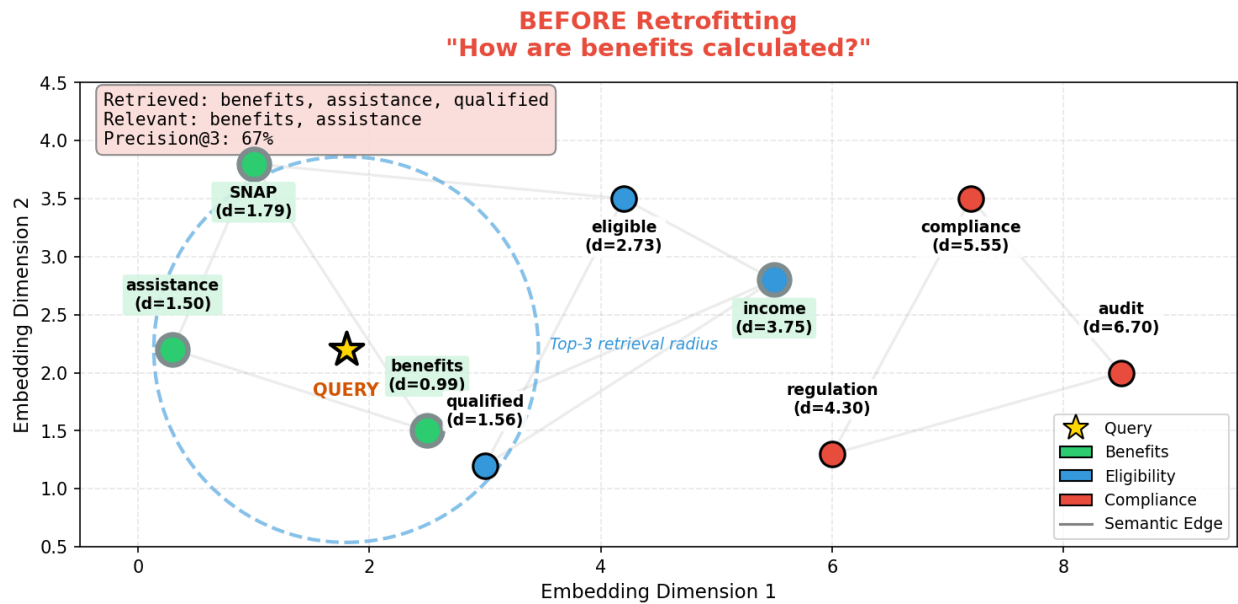 BEFORE Retrofitting
"How are benefits calculated?"
Retrieved: benefits, assistance, qualified
Relevant: benefits, assistance
Precision@3: 67%
SNAP
(d=1.79)
eligible
(d=2.73)
compliance
(d=5.55)
assistance
(d=1.50)
income
(d=3.75)
audit
(d=6.70)
Top-3 retrieval radius
QUERY
benefits
(d=0.99)
qualified
(d=1.56)
regulation
(d=4.30)
Query
Benefits
Eligibility
Compliance
Semantic Edge
4.5
4.0
3.5
3.0
2.5
2.0
1.5
1.0
0.5
Embedding Dimension 2
0
2
4
6
8
Embedding Dimension 1